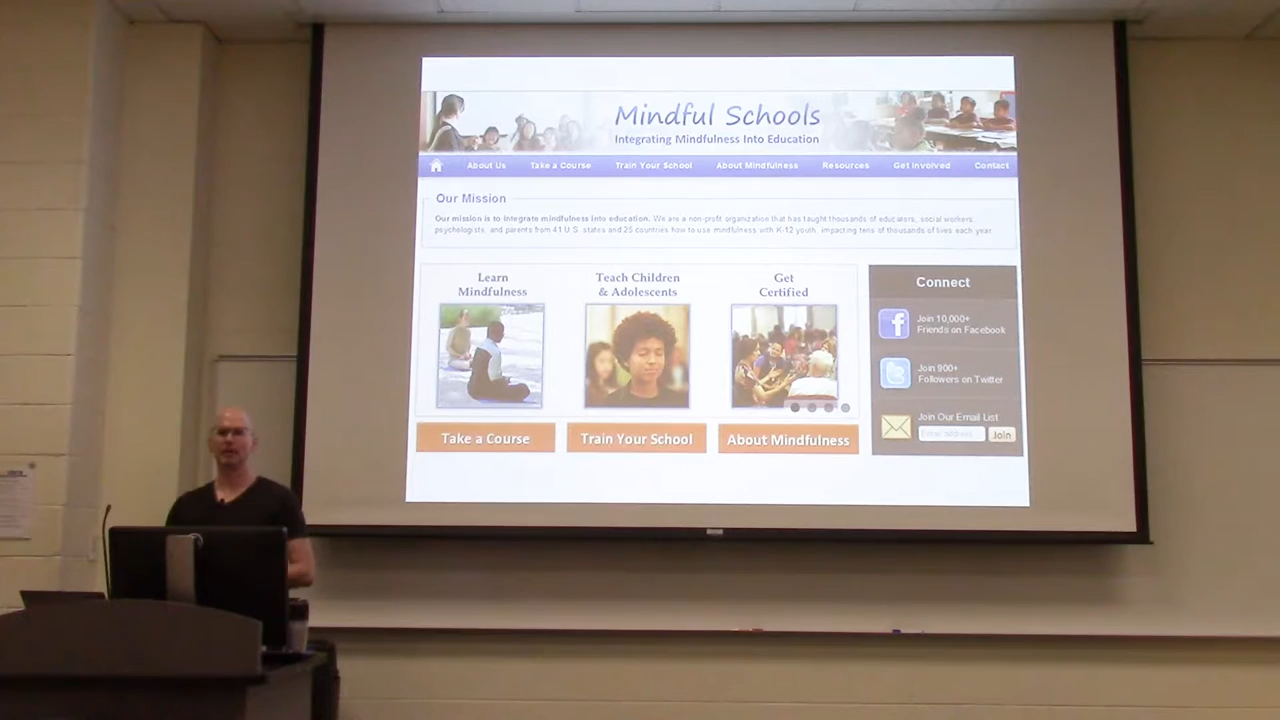 Mindful Schools
Integrating Mindfulness Into Education
About Us Take a Course Train Your School About Mindfulness Resources Get Involved Contact
Our Mission
Our mission is to integrate mindfulness into education. We are a non-profit organization that has taught thousands of educators, social workers,
psychologists, and parents from 41 U.S. states and 25 countries how to use mindfulness with K-12 youth, impacting tens of thousands of lives each year.
Learn
Mindfulness
Teach Children
& Adolescents
Get
Certified
Take a Course
Train Your School
About Mindfulness
Connect
Join 10,000+
Friends on Facebook
Join 900+
Followers on Twitter
Join Our Email List
Email address
Join